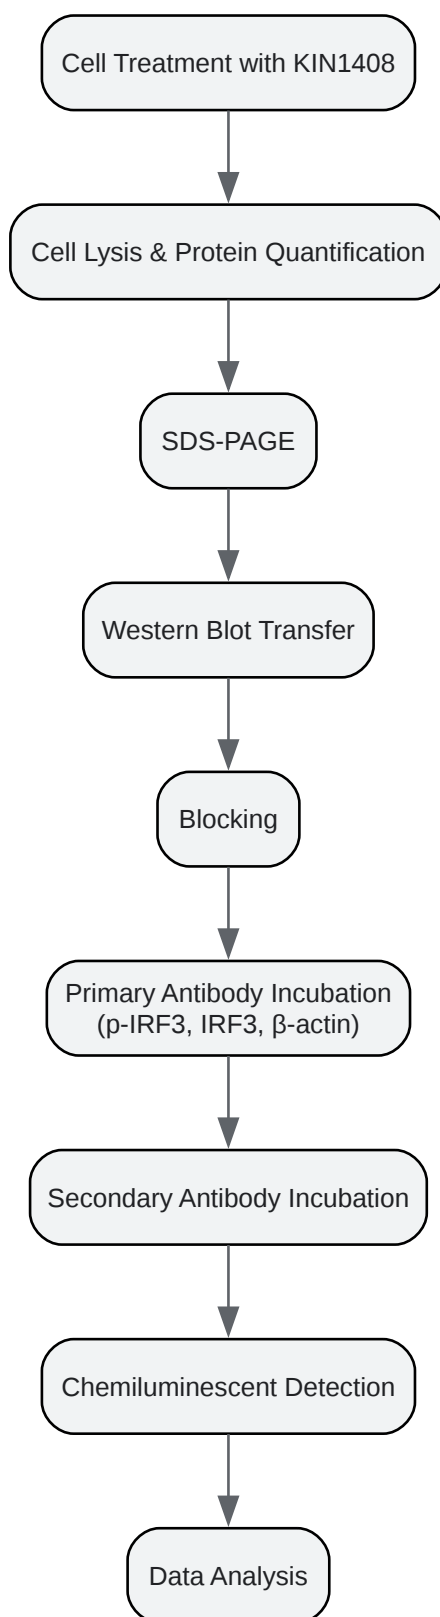 Cell Treatment with KIN1408
Cell Lysis & Protein Quantification
SDS-PAGE
Western Blot Transfer
Blocking
Primary Antibody Incubation
(p-IRF3, IRF3, β-actin)
Secondary Antibody Incubation
Chemiluminescent Detection
Data Analysis